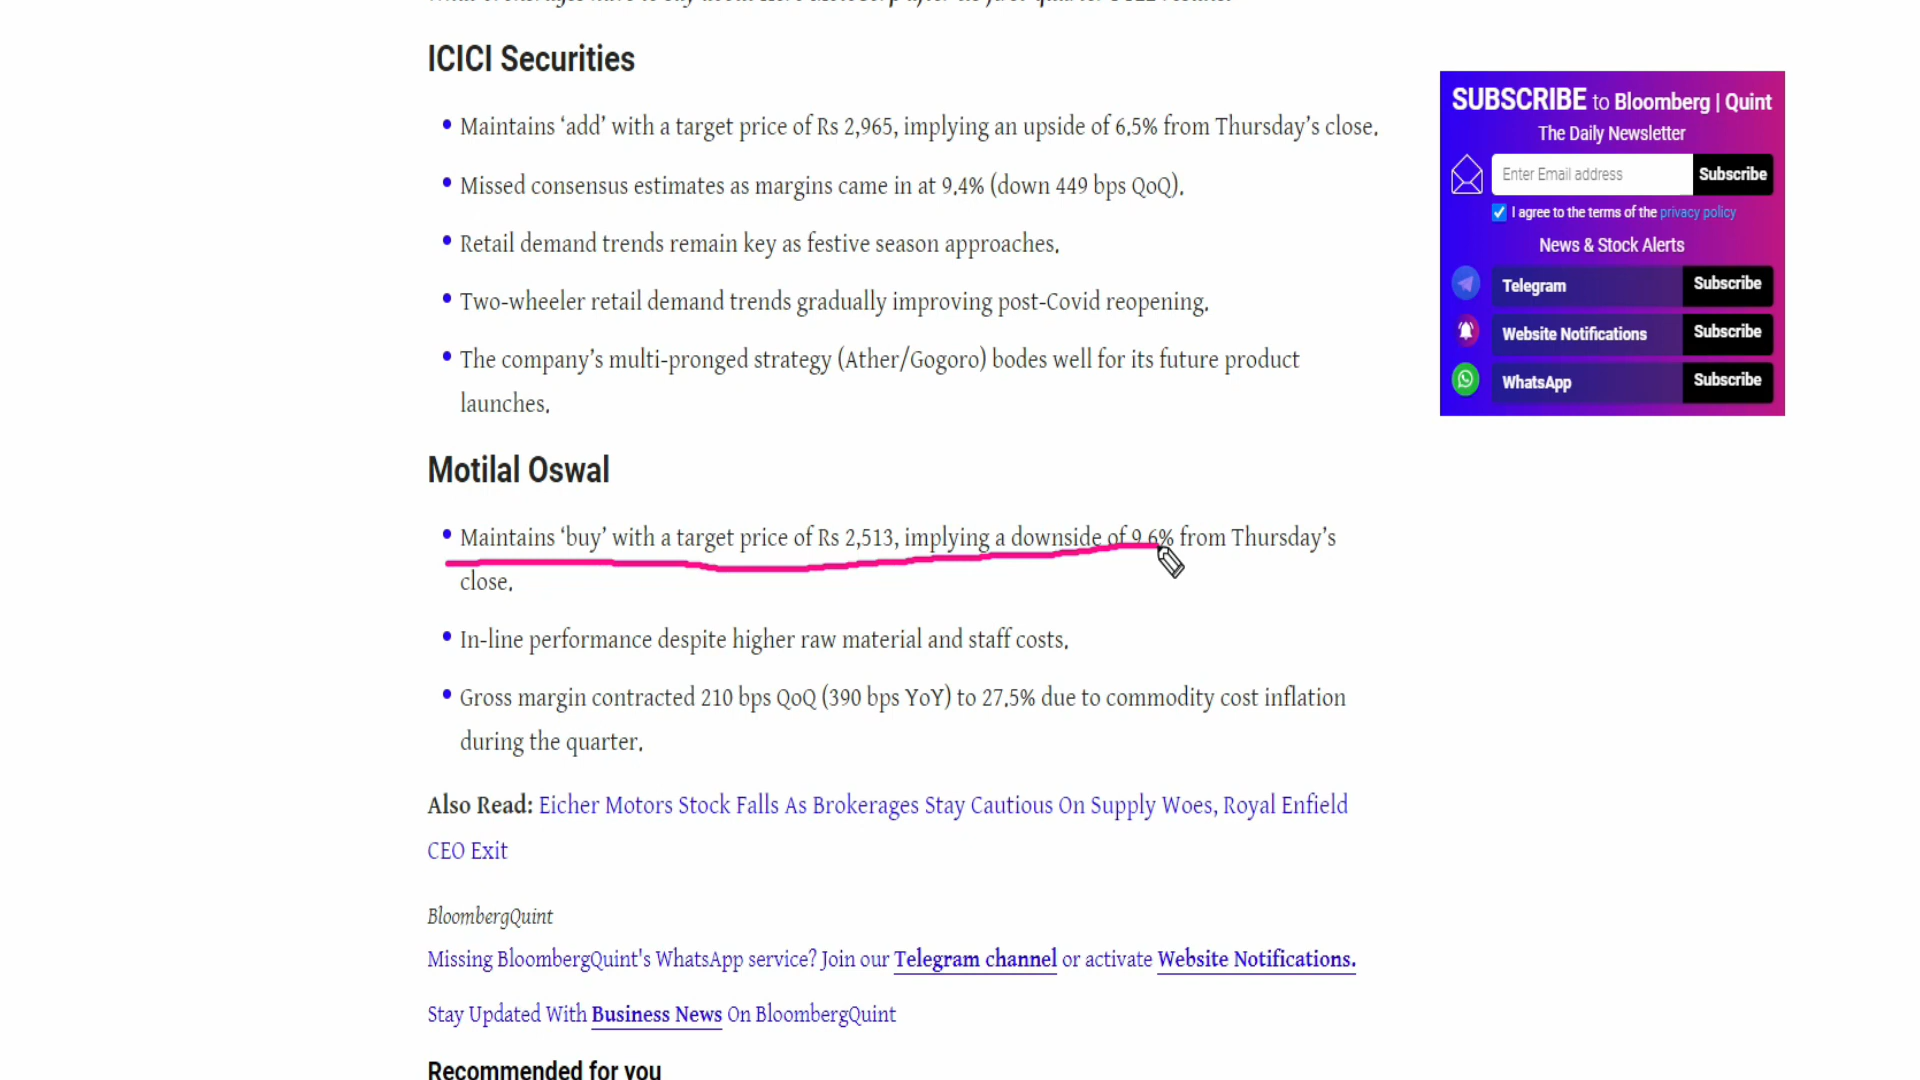 ICICI Securities
Maintains ‘add’ with a target price of Rs 2,965, implying an upside of 6.5% from Thursday’s close.
Missed consensus estimates as margins came in at 9.4% (down 449 bps QoQ).
Retail demand trends remain key as festive season approaches.
Two-wheeler retail demand trends gradually improving post-Covid reopening.
The company’s multi-pronged strategy (Ather/Gogoro) bodes well for its future product
launches.
Motilal Oswal
Maintains ‘buy’ with a target price of Rs 2,513, implying a downside of 9.6% from Thursday’s
close.
In-line performance despite higher raw material and staff costs.
Gross margin contracted 210 bps QoQ (390 bps YoY) to 27.5% due to commodity cost inflation
during the quarter.
Also Read: Eicher Motors Stock Falls As Brokerages Stay Cautious On Supply Woes, Royal Enfield
CEO Exit
BloombergQuint
Missing BloombergQuint's WhatsApp service? Join our Telegram channel or activate Website Notifications.
Stay Updated With Business News On BloombergQuint
Recommended for you
SUBSCRIBE to Bloomberg | Quint
The Daily Newsletter
Enter Email address Subscribe
I agree to the terms of the privacy policy
News & Stock Alerts
Telegram Subscribe
Website Notifications Subscribe
WhatsApp Subscribe